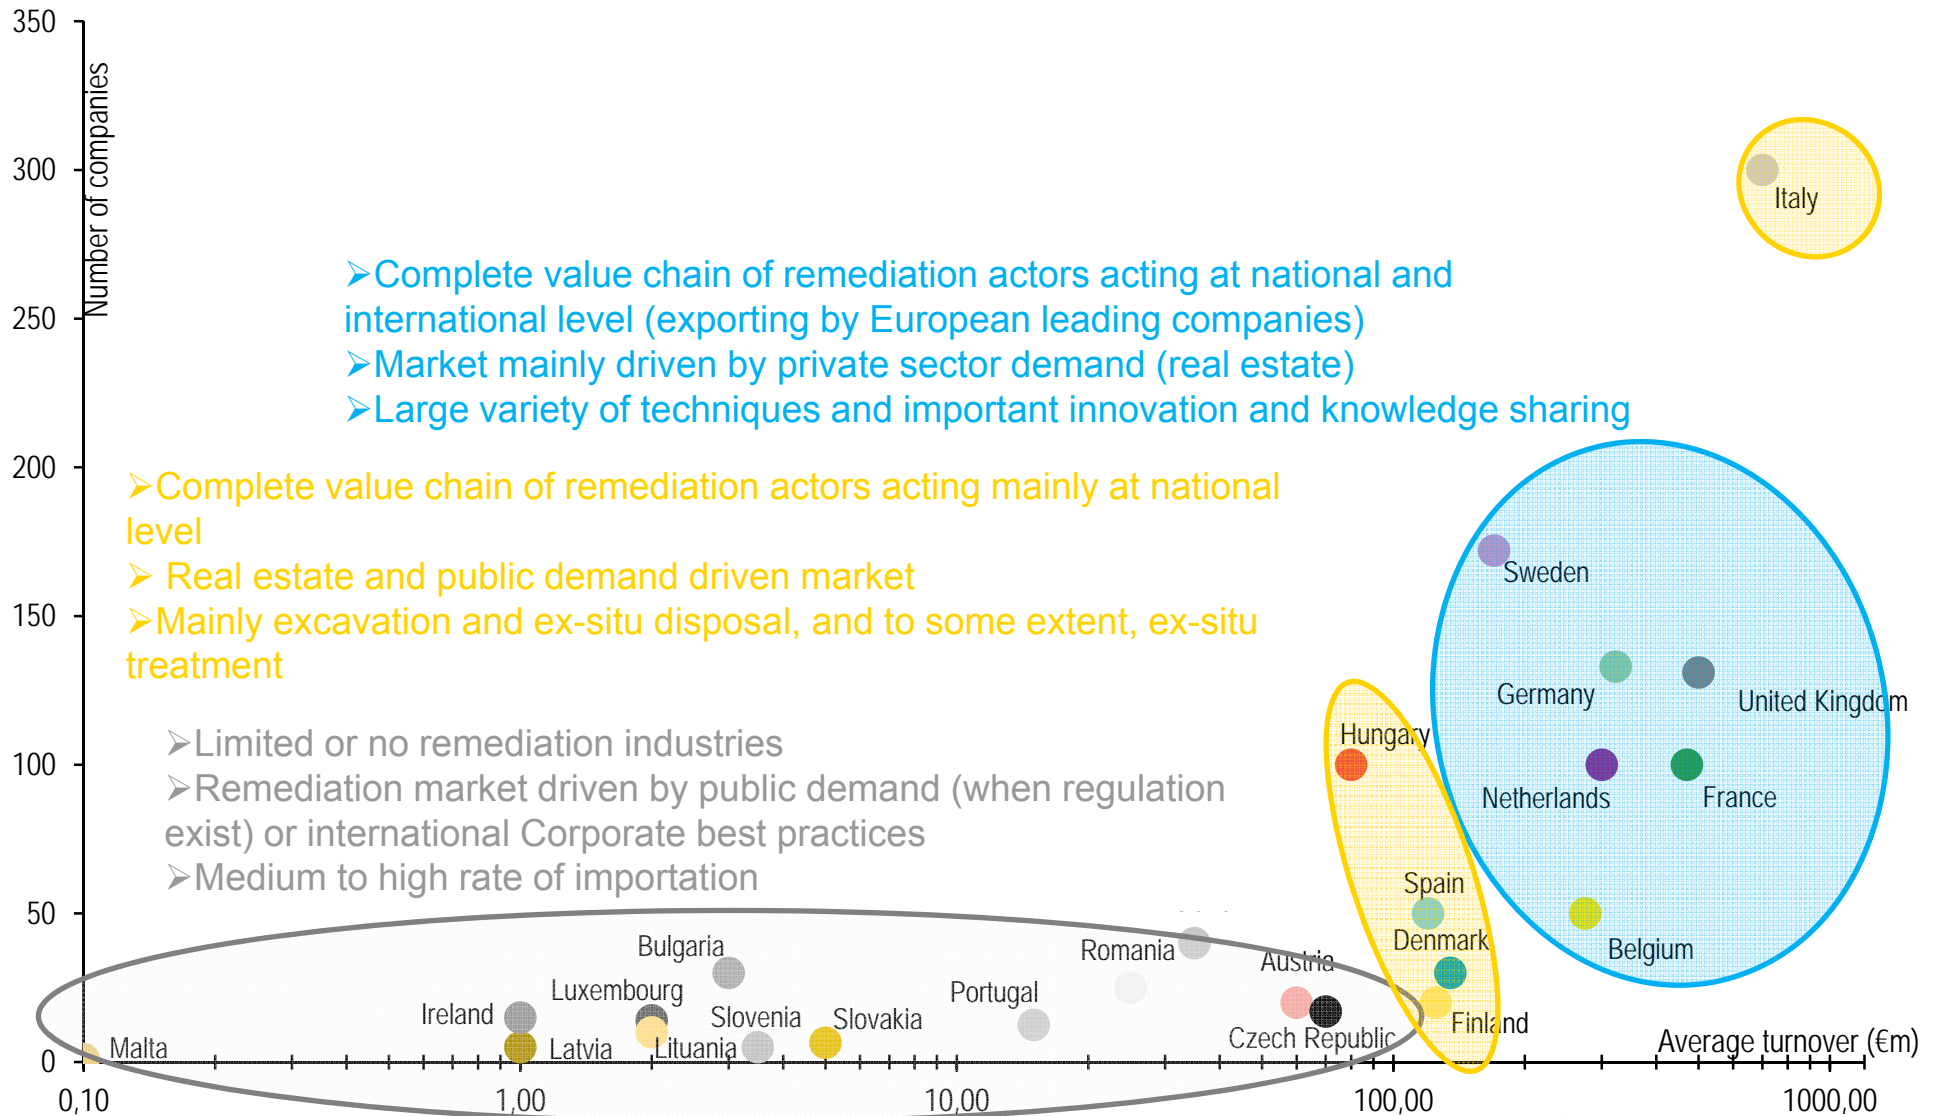 350
Number of companies
300
Italy
➢Complete value chain of remediation actors acting at national and
international level (exporting by European leading companies)
250
➢Market mainly driven by private sector demand (real estate)
➢Large variety of techniques and important innovation and knowledge sharing
200
➢Complete value chain of remediation actors acting mainly at national
level
➢ Real estate and public demand driven market
Sweden
150
➢Mainly excavation and ex-situ disposal, and to some extent, ex-situ
treatment
Germany
United Kingdom
Hungary
➢Limited or no remediation industries
100
➢Remediation market driven by public demand (when regulation
exist) or international Corporate best practices
Netherlands
France
➢Medium to high rate of importation
Spain
50
Bulgaria
Romania
Denmark
Belgium
Austria
Luxembourg
Portugal
Ireland
Slovenia
Slovakia
Finland
Czech Republic
Average turnover (€m)
Malta
Latvia
Lituania
0
0,10
1,00
10,00
100,00
1000,00